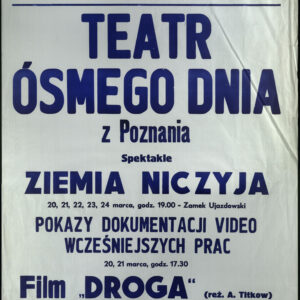 TEATR
ÓSMEGO DNIA
z Poznania
Spektakle
ZIEMIA NICZYJA
20, 21, 22, 23, 24 marca, godz. 19.00 - Zamek Ujazdowski
POKAZY DOKUMENTACJI VIDEO
WCZEŚNIEJSZYCH PRAC
20, 21 marca, godz. 17.30
Film „DROGA“ (reż. A. Titkow)